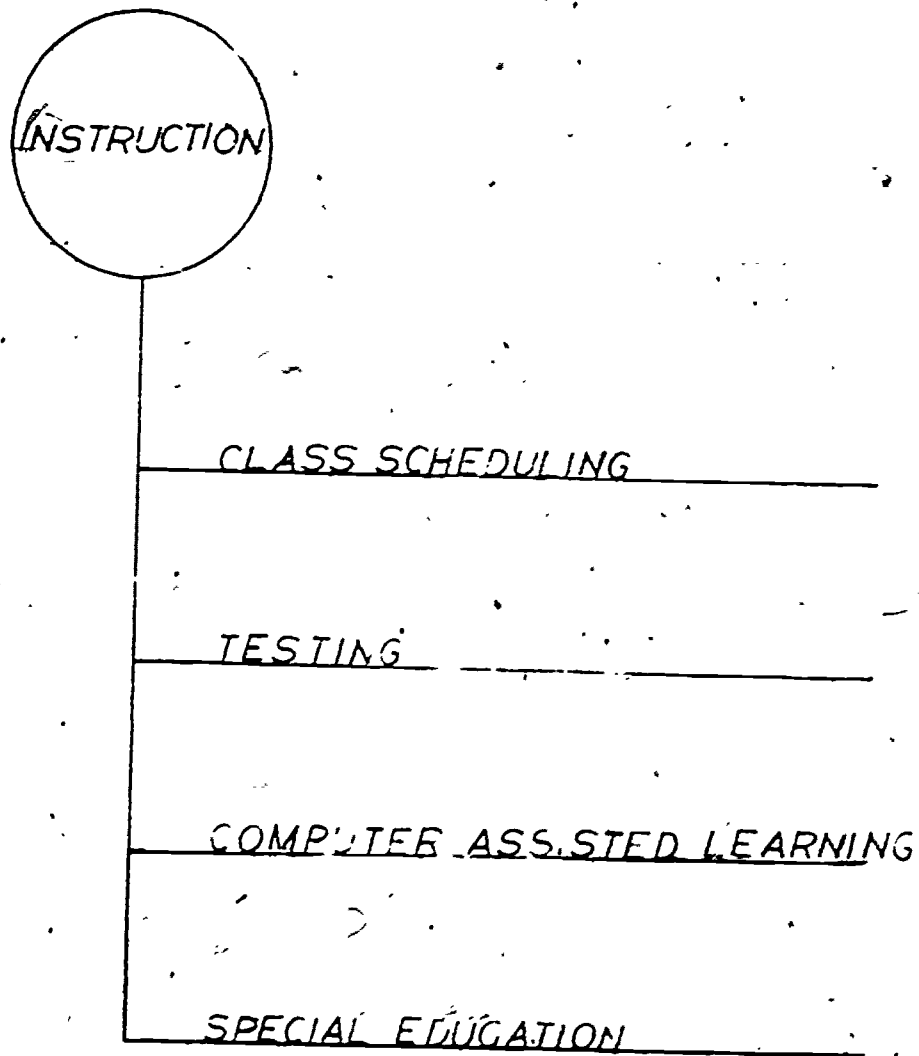 INSTRUCTION
CLASS SCHEDULING
TESTING
COMPUTER ASSISTED LEARNING
SPECIAL EDUCATION